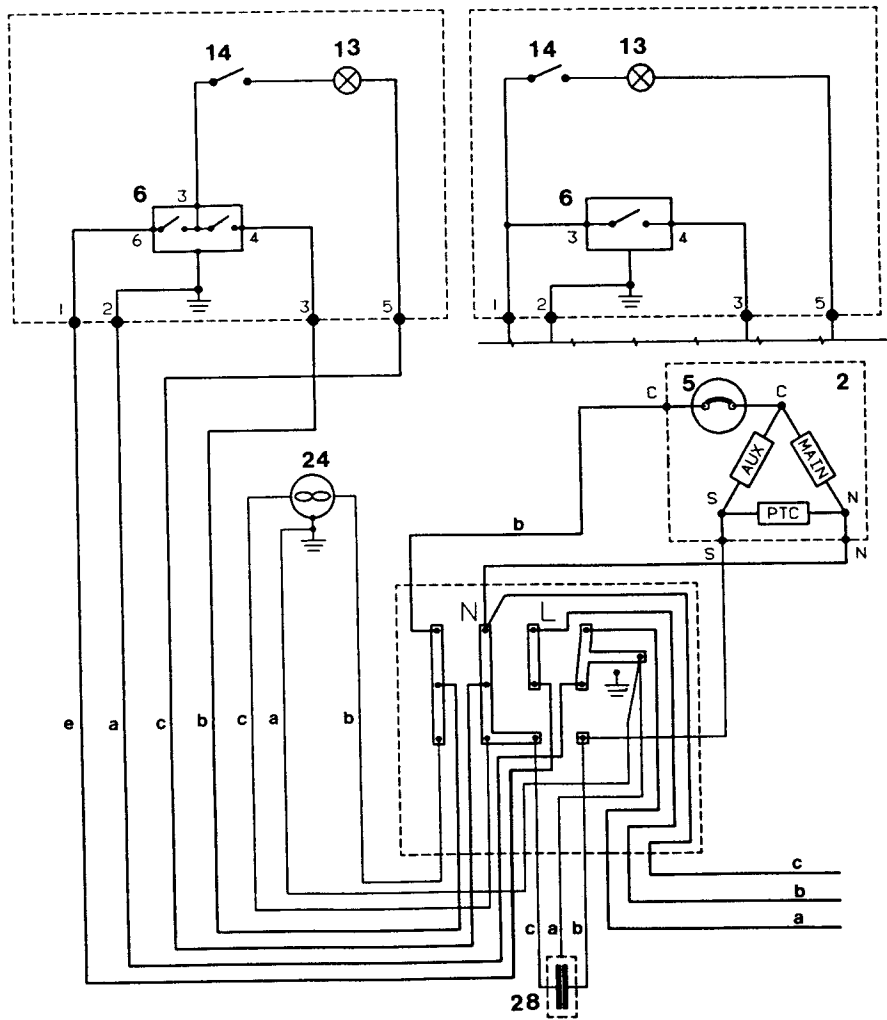 14 13 14 13
6 3 6
6 4 3 4
1 2 3 5 1 2 3 5
C 5 C 2
AUX MAIN
24
S PTC N
b S N
N L
e a c b c a b
c
b
c a b a
28